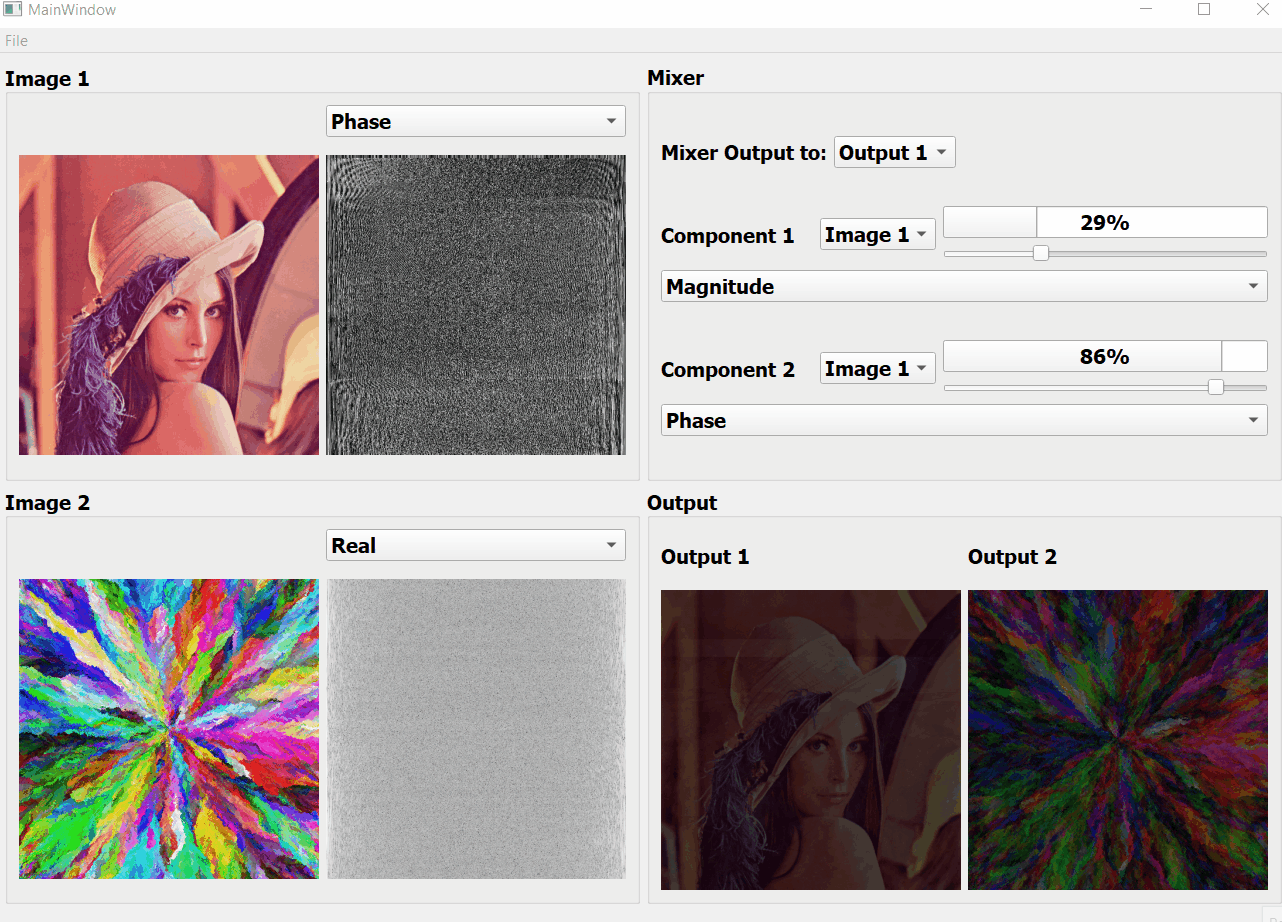 MainWindow
File
Image 1
Phase
Mixer
Mixer Output to: Output 1
Component 1 Image 1 29%
Magnitude
Component 2 Image 1 86%
Phase
Image 2
Real
Output
Output 1 Output 2